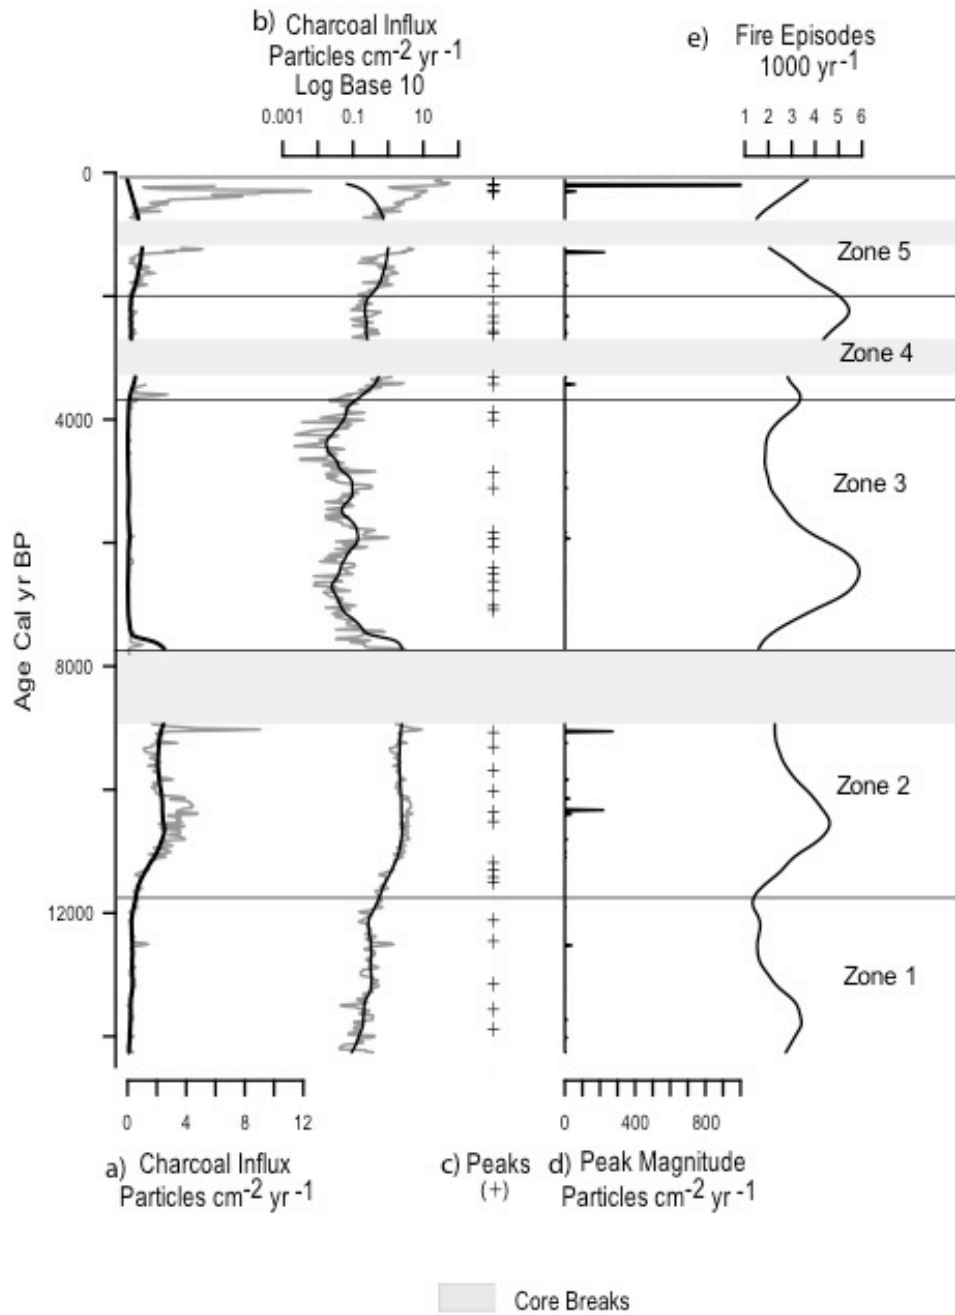 b) Charcoal Influx
Particles cm-2 yr -1
Log Base 10
0.001 0.1 10
e) Fire Episodes
1000 yr-1
1 2 3 4 5 6
0
Zone 5
Zone 4
4000
Zone 3
Age Cal yr BP
8000
Zone 2
12000
Zone 1
0 4 8 12
0 400 800
a) Charcoal Influx
Particles cm-2 yr -1
c) Peaks
(+)
d) Peak Magnitude
Particles cm-2 yr -1
Core Breaks